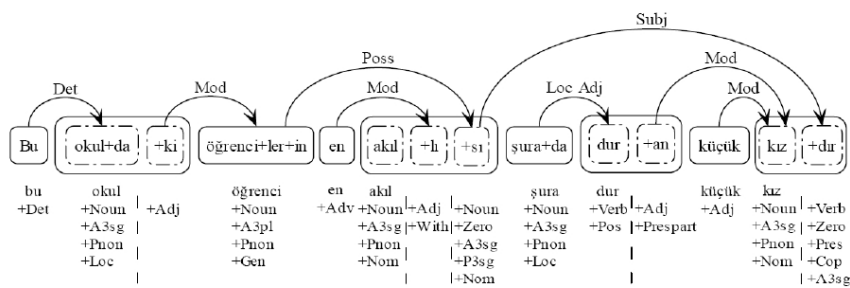 Subj
Poss Mod
Det Mod Mod Loc Adj Mod
Bu okul+da +ki öğrenci+ler+in en akıl +lı +sı şura+da dur +an küçük kız +dır
bu okul öğrenci en akıl şura dur küçük kız
+Det +Noun +Adj +Noun +Adv +Noun +Adj +Noun +Noun +Verb +Adj +Adj +Noun +Verb
+A3sg +A3pl +A3sg +With +Zero +A3sg +Pos +Prespart +A3sg +Zero
+Pnon +Pnon +Pnon +A3sg +Pnon +Pnon +Pres
+Loc +Gen +Nom +P3sg +Loc +Nom +Cop
+Nom +A3sg